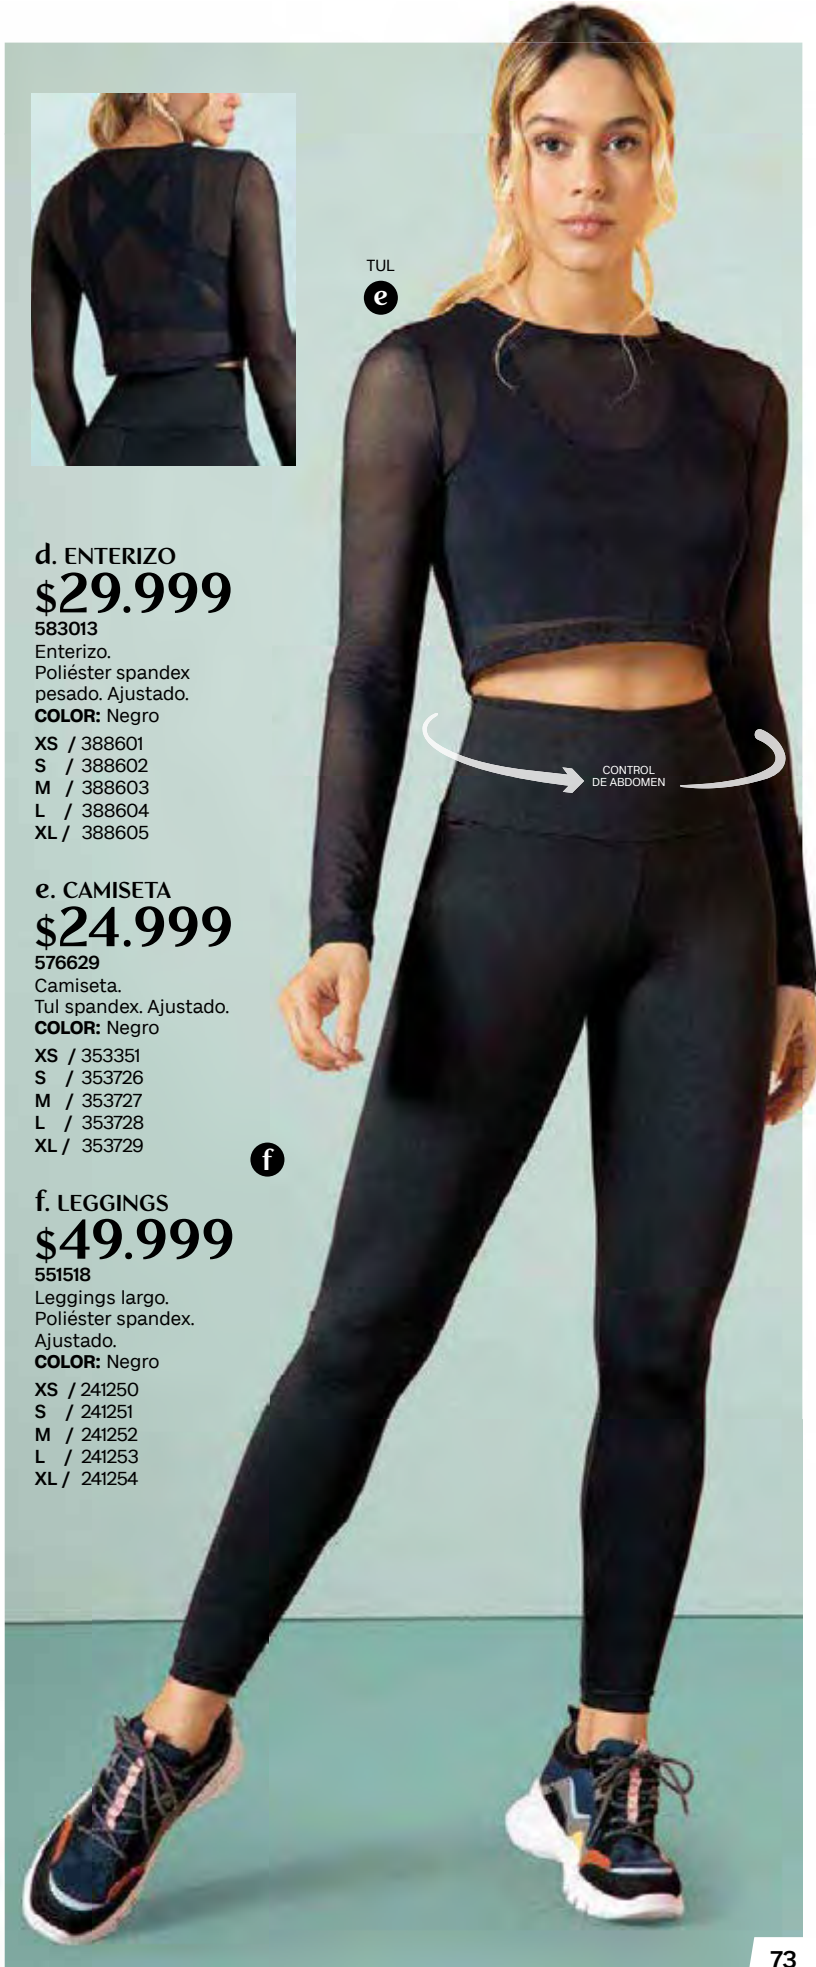 TUL
e
d. ENTERIZO
$29.999
583013
Enterizo.
Poliéster spandex
pesado. Ajustado.
COLOR: Negro
XS / 388601
S / 388602
M / 388603
L / 388604
XL / 388605
CONTROL
DE ABDOMEN
e. CAMISETA
$24.999
576629
Camiseta.
Tul spandex. Ajustado.
COLOR: Negro
XS / 353351
S / 353726
M / 353727
L / 353728
XL / 353729
f
f. LEGGINGS
$49.999
551518
Leggings largo.
Poliéster spandex.
Ajustado.
COLOR: Negro
XS / 241250
S / 241251
M / 241252
L / 241253
XL / 241254
73